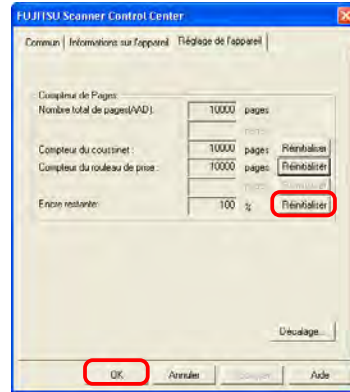 FUJITSU Scanner Control Center
Commun Informations sur l'appareil Réglage de l'appareil
Compteur de Pages
Nombre total de pages(AAD): 10000 pages
Compteur du coussinet : 10000 pages Réinitialiser
Compteur du rouleau de prise : 10000 pages Réinitialiser
pages Réinitialiser
Encre restante: 100 % Réinitialiser
Décalage...
OK Annuler Aide